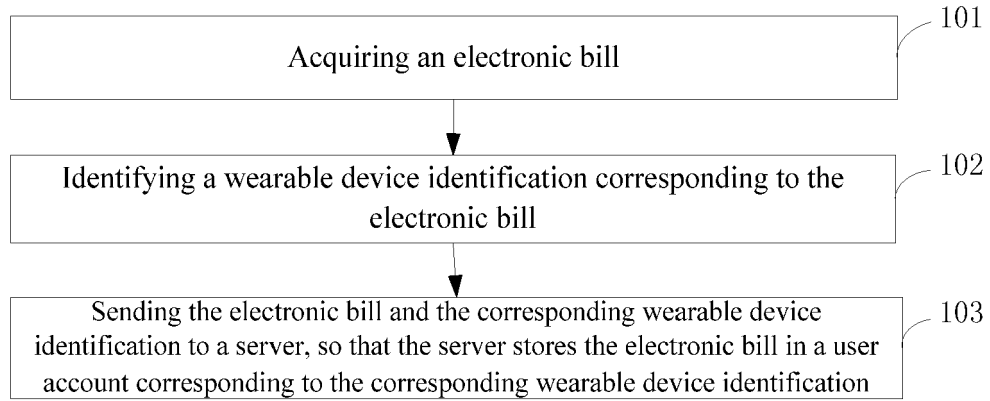 101
Acquiring an electronic bill
102
Identifying a wearable device identification corresponding to the
electronic bill
103
Sending the electronic bill and the corresponding wearable device
identification to a server, so that the server stores the electronic bill in a user
account corresponding to the corresponding wearable device identification